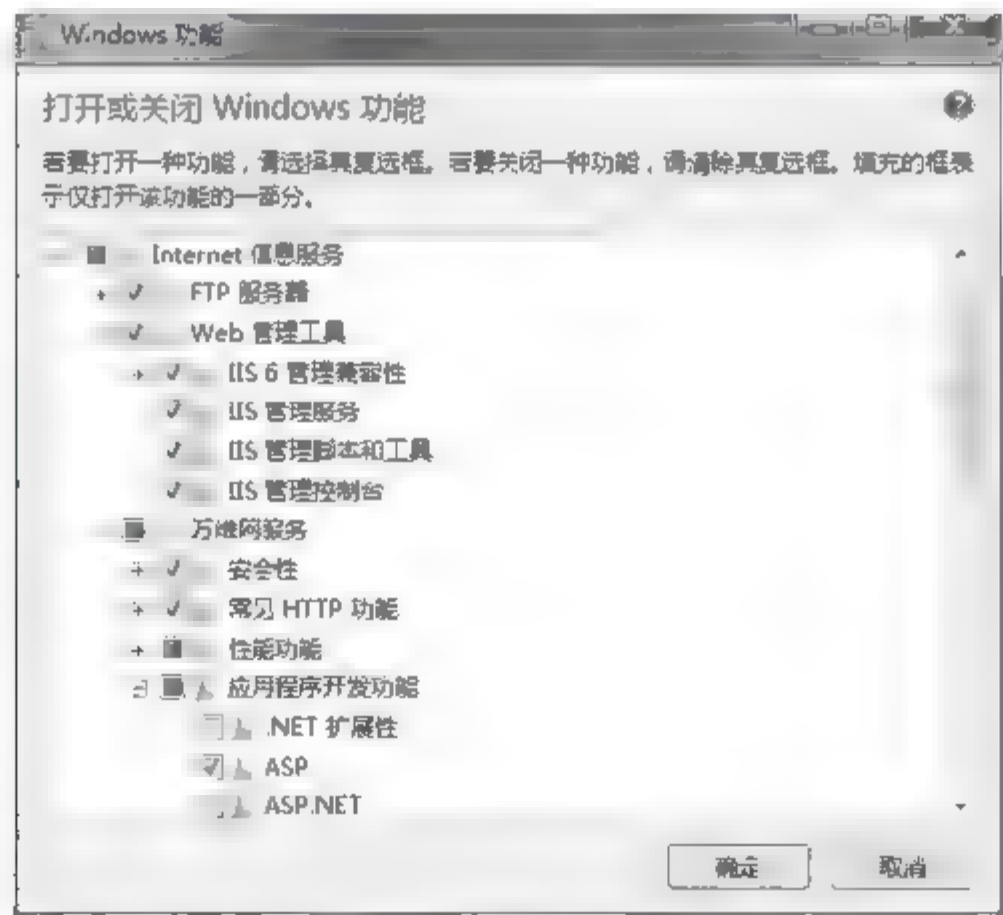 Windows 功能
打开或关闭 Windows 功能
若要打开一种功能，请选择其复选框。若要关闭一种功能，请清除其复选框。填充的框表
示仅打开该功能的一部分。
Internet 信息服务
FTP 服务器
Web 管理工具
IIS 6 管理兼容性
IIS 管理服务
IIS 管理脚本和工具
IIS 管理控制台
万维网服务
安全性
常见 HTTP 功能
性能功能
应用程序开发功能
.NET 扩展性
ASP
ASP.NET
确定
取消